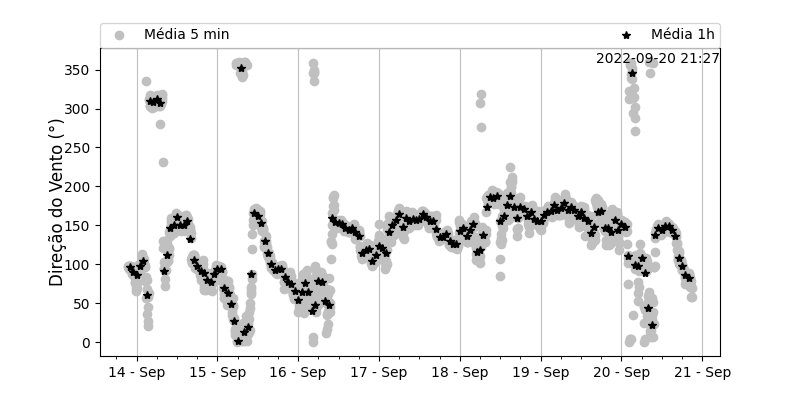 Média 5 min
Média 1h
2022-09-20 21:27
Direção do Vento (°)
350
300
250
200
150
100
50
0
14 - Sep
15 - Sep
16 - Sep
17 - Sep
18 - Sep
19 - Sep
20 - Sep
21 - Sep